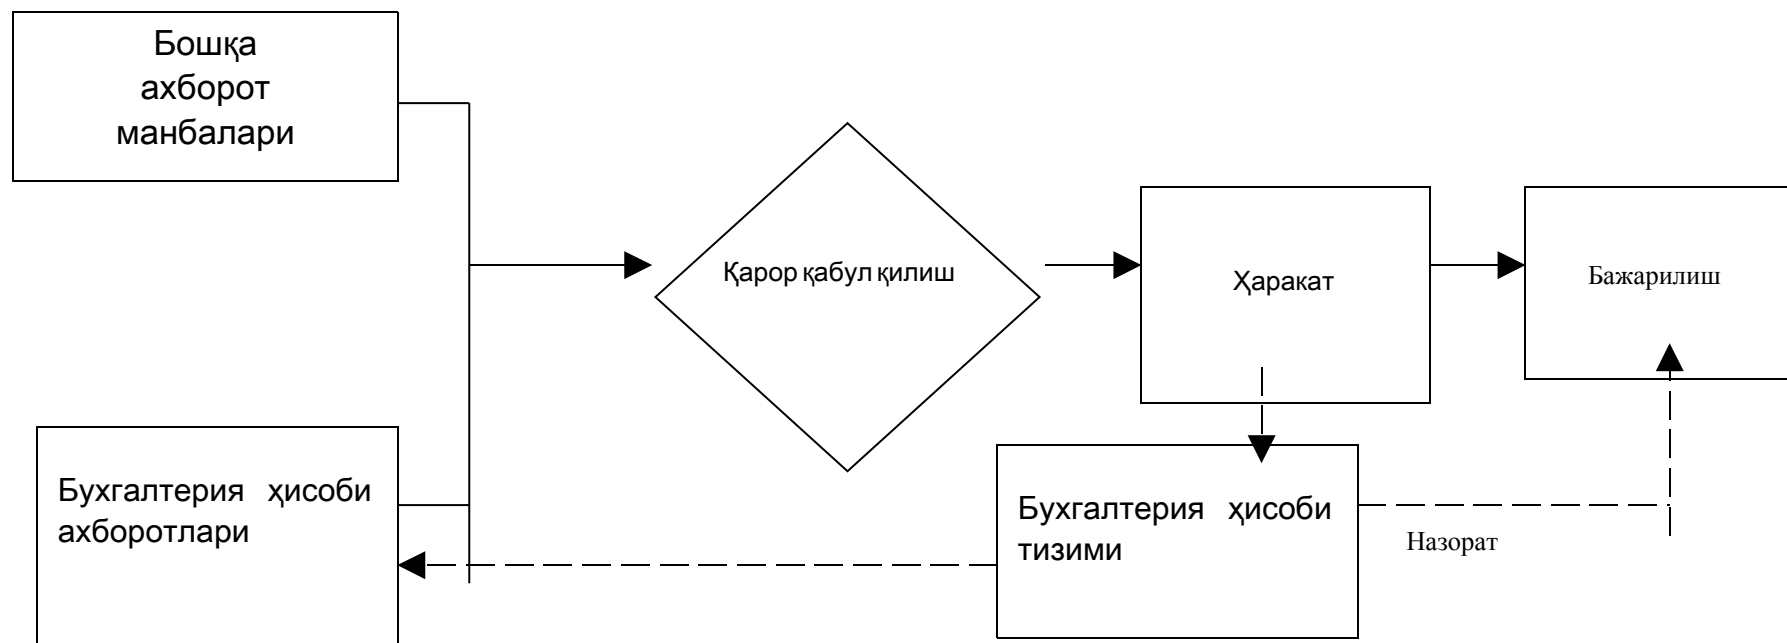 Бошқа
ахборот
манбалари
Қарор қабул қилиш
Ҳаракат
Бажарилиш
Бухгалтерия ҳисоби
ахборотлари
Бухгалтерия ҳисоби
тизими
Назорат